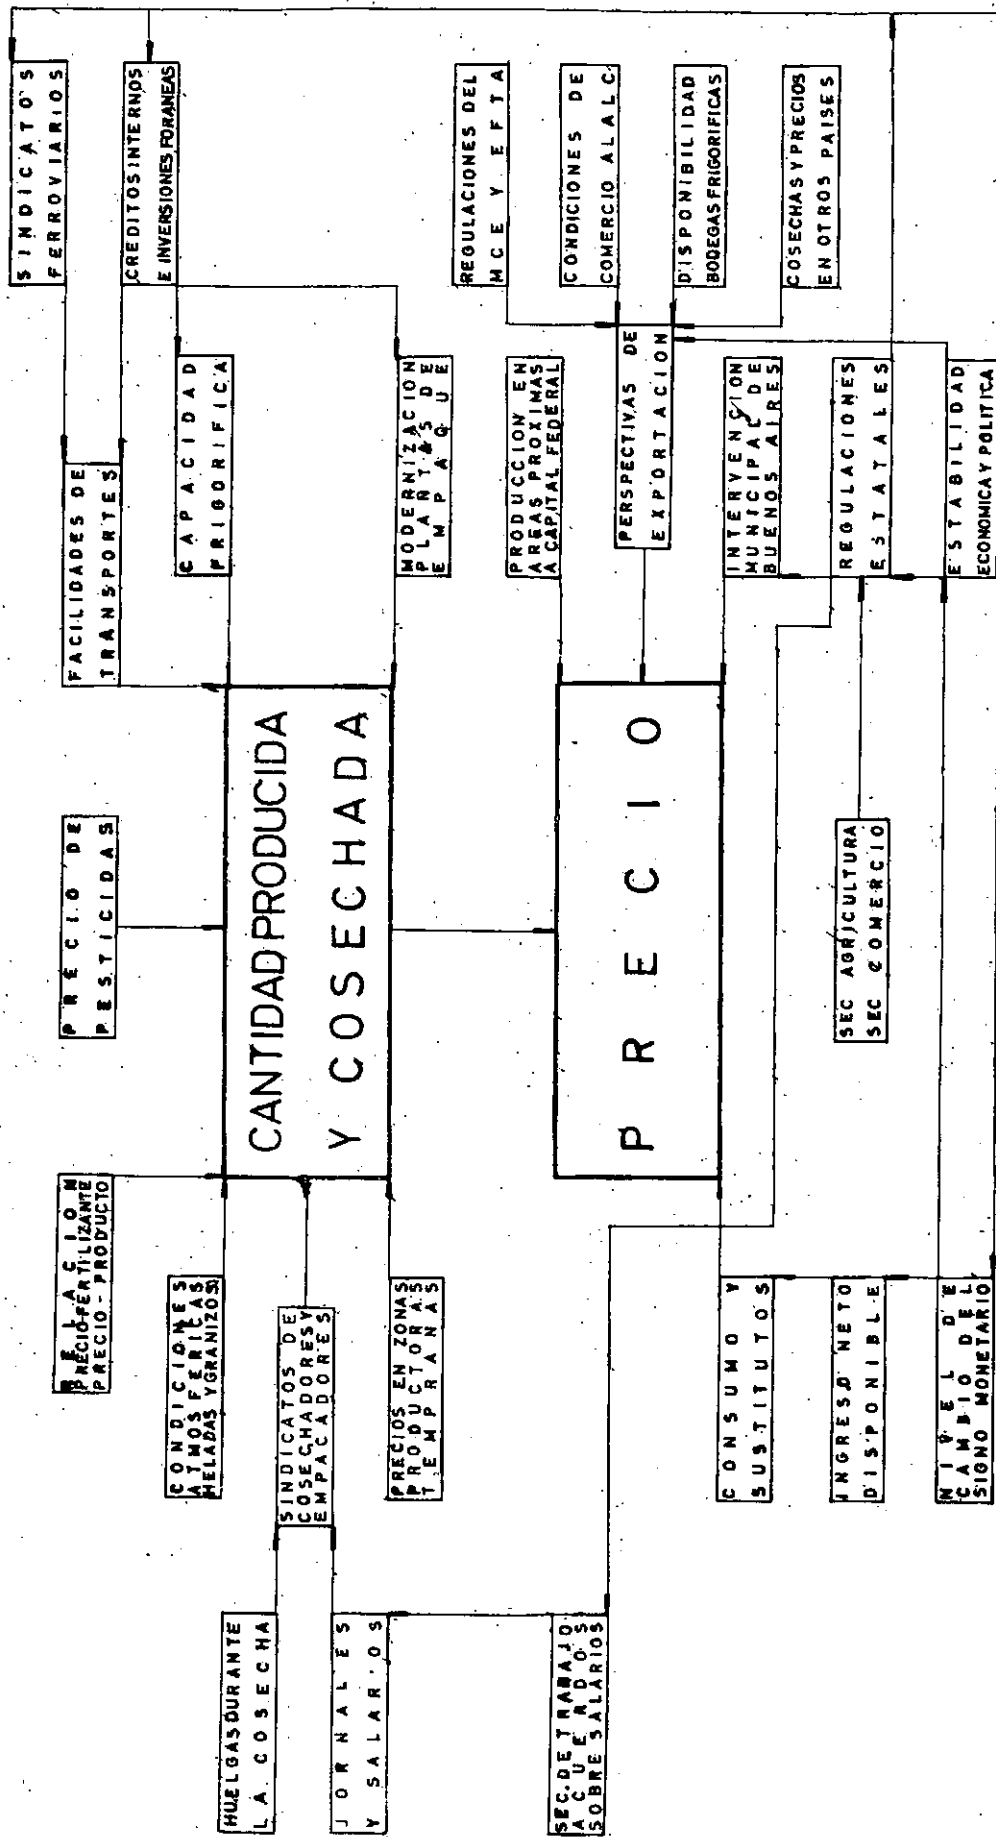 RELACION
PRECIO FERTILIZANTE
PRECIO - PRODUCTO
PRECIO DE
PESTICIDAS
FACILIDADES DE
TRANSPORTES
SINDICATOS
FERROVIARIOS
CREDITOS INTERNOS
E INVERSIONES FORANEAS
CONDICIONES
ATMOSFERICAS
HELADAS Y GRANIZOS
CAPACIDAD
FRIGORIFICA
HUELGAS DURANTE
LA COSECHA
SINDICATOS DE
COSECHADORES Y
EMPACADORES
CANTIDAD PRODUCIDA
Y COSECHADA
JORNALES
Y SALARIOS
PRECIOS EN ZONAS
PRODUCTORAS
TEMPRANAS
MODERNIZACION
PLANTAS DE
EMPAQUE
REGULACIONES DEL
MCE Y EFTA
PRODUCCION EN
AREAS PROXIMAS
A CAPITAL FEDERAL
CONDICIONES DE
COMERCIO ALALC
SEC. DE TRABAJO
ACUERDOS
SOBRE SALARIOS
PRECIO
PERSPECTIVAS DE
EXPORTACION
DISPONIBILIDAD
BODEGAS FRIGORIFICAS
CONSUMO Y
SUSTITUTOS
INTERVENCION
MUNICIPAL DE
BUENOS AIRES
COSECHAS Y PRECIOS
EN OTROS PAISES
INGRESO NETO
DISPONIBLE
SEC AGRICULTURA
SEC COMERCIO
REGULACIONES
ESTATALES
NIVEL DE
CAMBIO DEL
SIGNO MONETARIO
ESTABILIDAD
ECONOMICA Y POLITICA